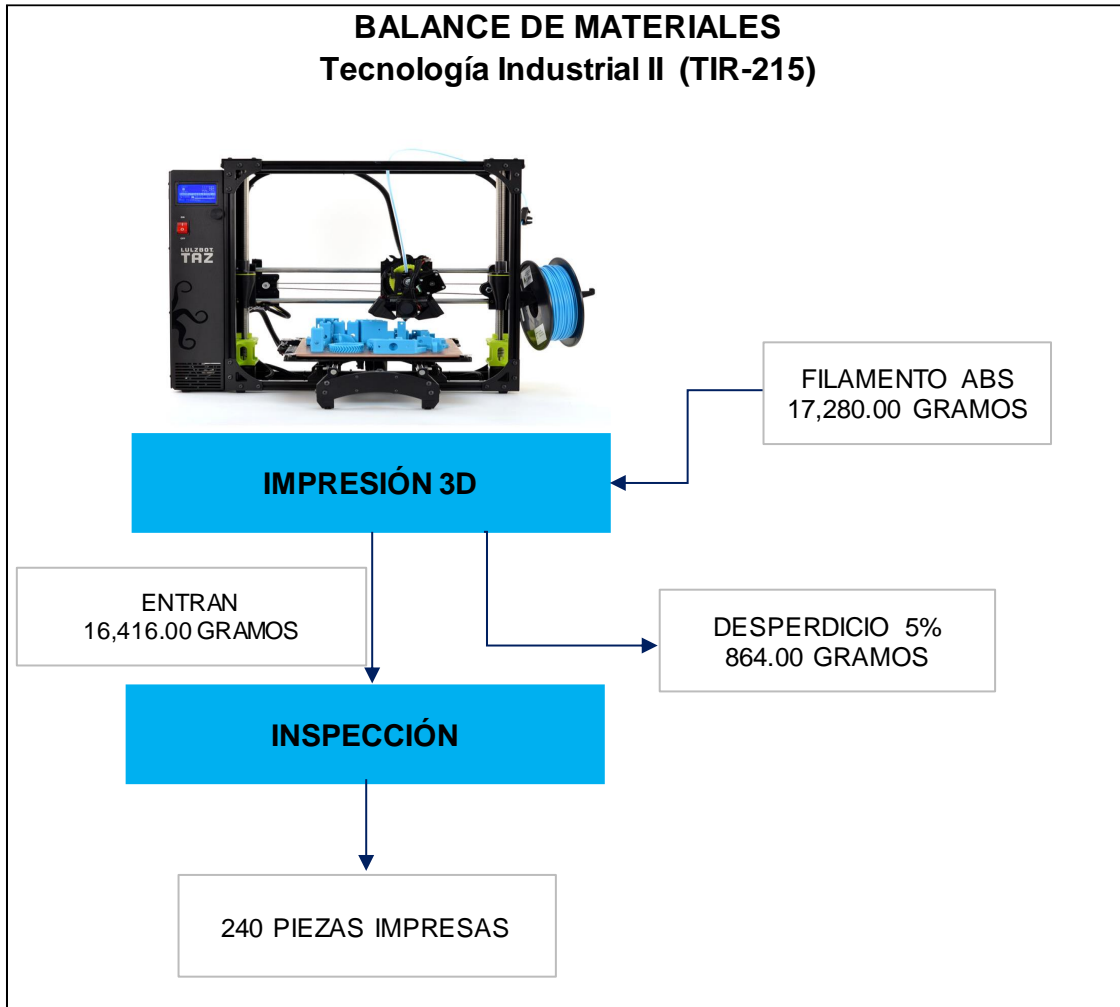 BALANCE DE MATERIALES
Tecnología Industrial II (TIR-215)
LULZBOT
TAZ
FILAMENTO ABS
17,280.00 GRAMOS
IMPRESIÓN 3D
ENTRAN
16,416.00 GRAMOS
DESPERDICIO 5%
864.00 GRAMOS
INSPECCIÓN
240 PIEZAS IMPRESAS